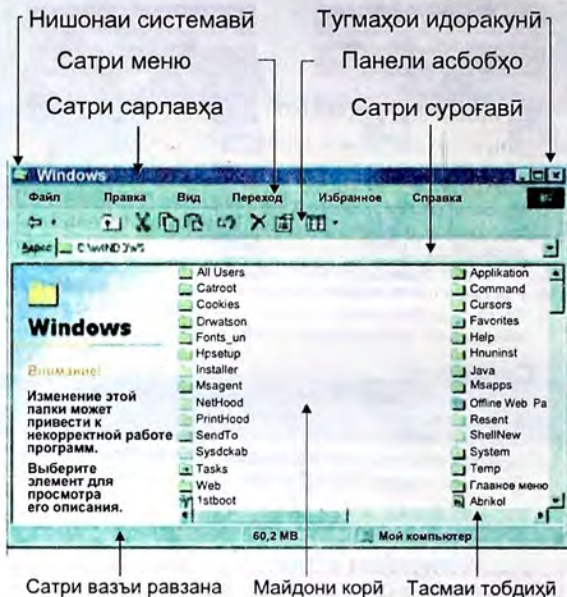 Нишонаи системавӣ Тугмаҳои идоракунӣ
Сатри меню Панели асбобҳо
Сатри сарлавҳа Сатри суроғавӣ
Windows
Файл Правка Вид Переход Избранное Справка
Адрес C:\WINDOWS
All Users Applikation
Catroot Command
Cookies Cursors
Drwatson Favorites
Windows Fonts_un Help
Hpsetup Hnuninst
Внимание! Installer Java
Msagent Msapps
Изменение этой NetHood Offline Web Pa
папки может PrintHood Resent
привести к
некорректной работе SendTo ShellNew
программ. Sysdckab System
Выберите Tasks Temp
элемент для Web Главное меню
просмотра 1stboot Abrikol
его описания.
60,2 MB Мой компьютер
Сатри вазъи равзана Майдони корӣ Тасмаи тобдиҳӣ